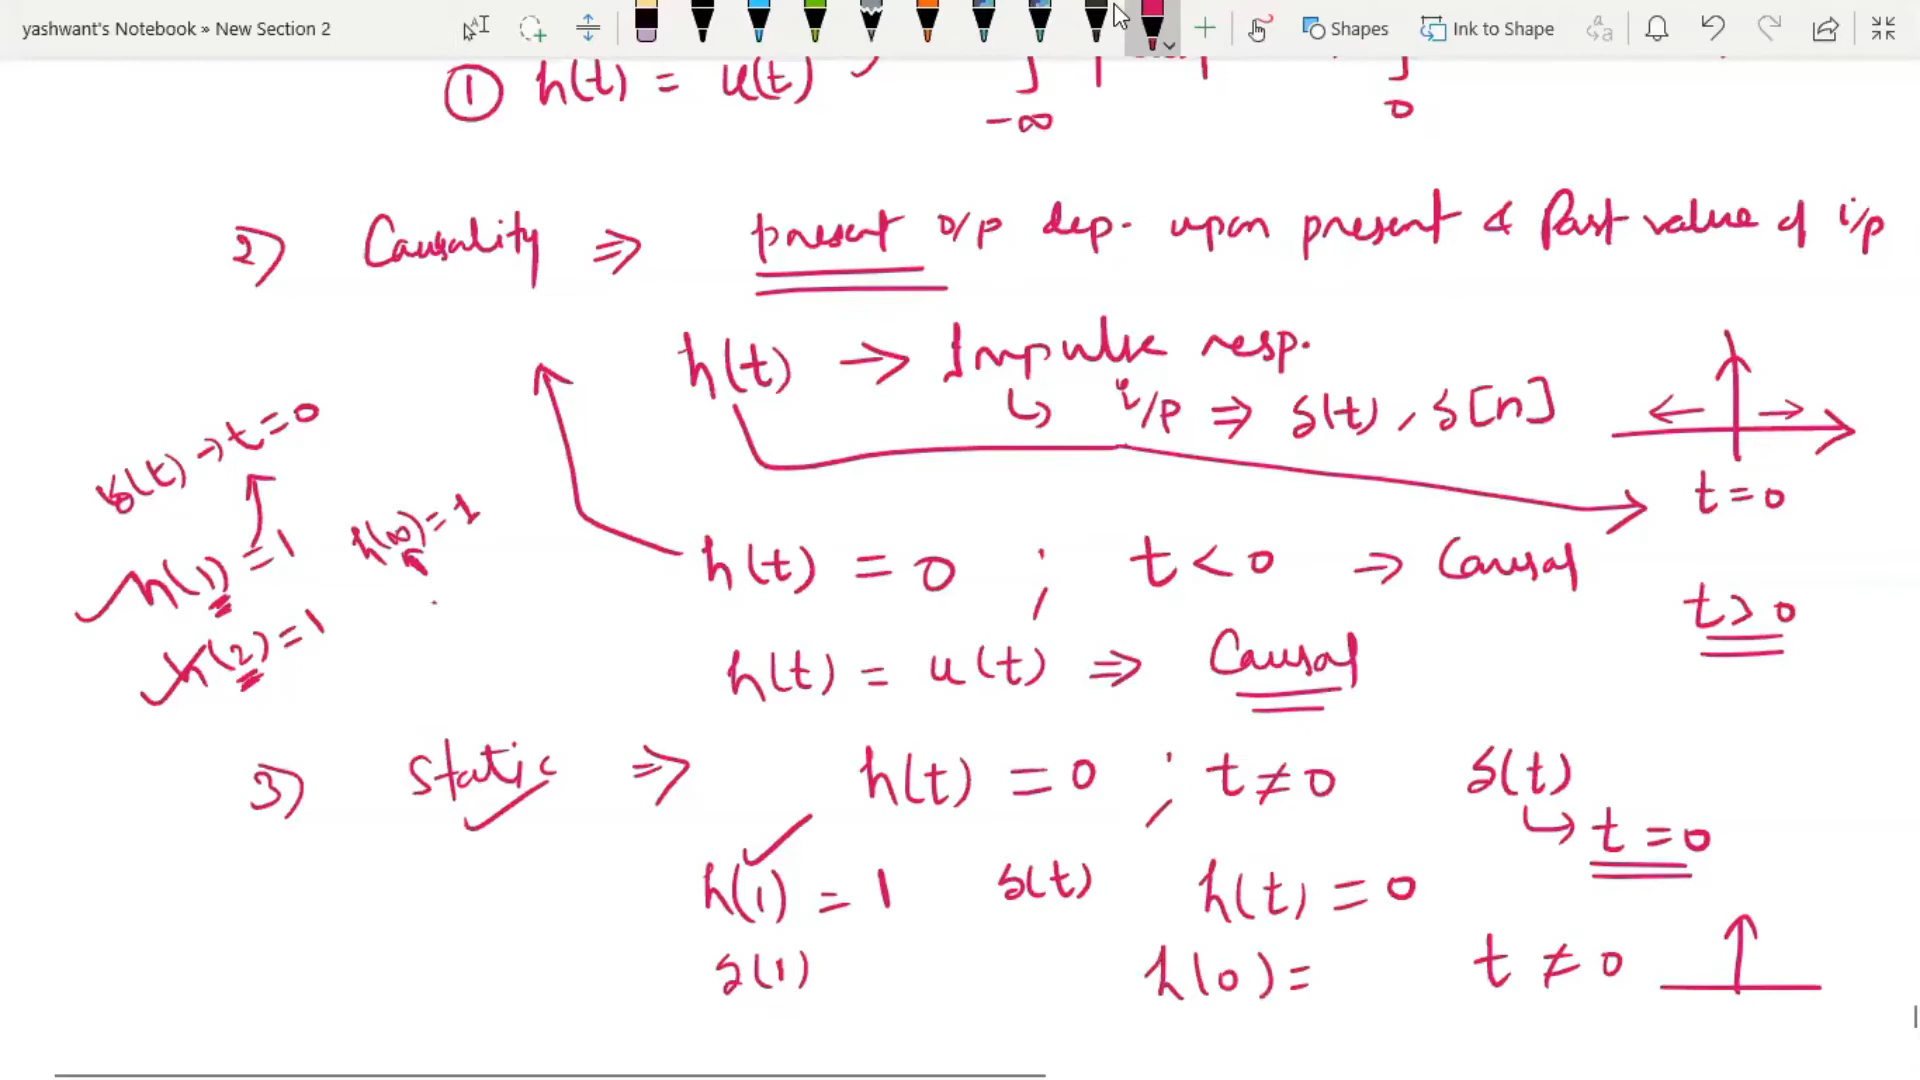 yashwant's Notebook » New Section 2
Shapes
Ink to Shape
① h(t) = u(t)
-∞
0
2) Causality ⇒ present o/p dep. upon present & Past value of i/p
h(t) → Impulse resp.
↳ i/p ⇒ δ(t), δ[n]
t = 0
δ(t) → t = 0
h(1) = 1
h(∞) = 1
h(2) = 1
h(t) = 0 ; t < 0 → Causal
t > 0
h(t) = u(t) ⇒ Causal
3) Static ⇒ h(t) = 0 ; t ≠ 0
δ(t)
↳ t = 0
h(1) = 1 δ(t) h(t) = 0
δ(1) h(0) = t ≠ 0